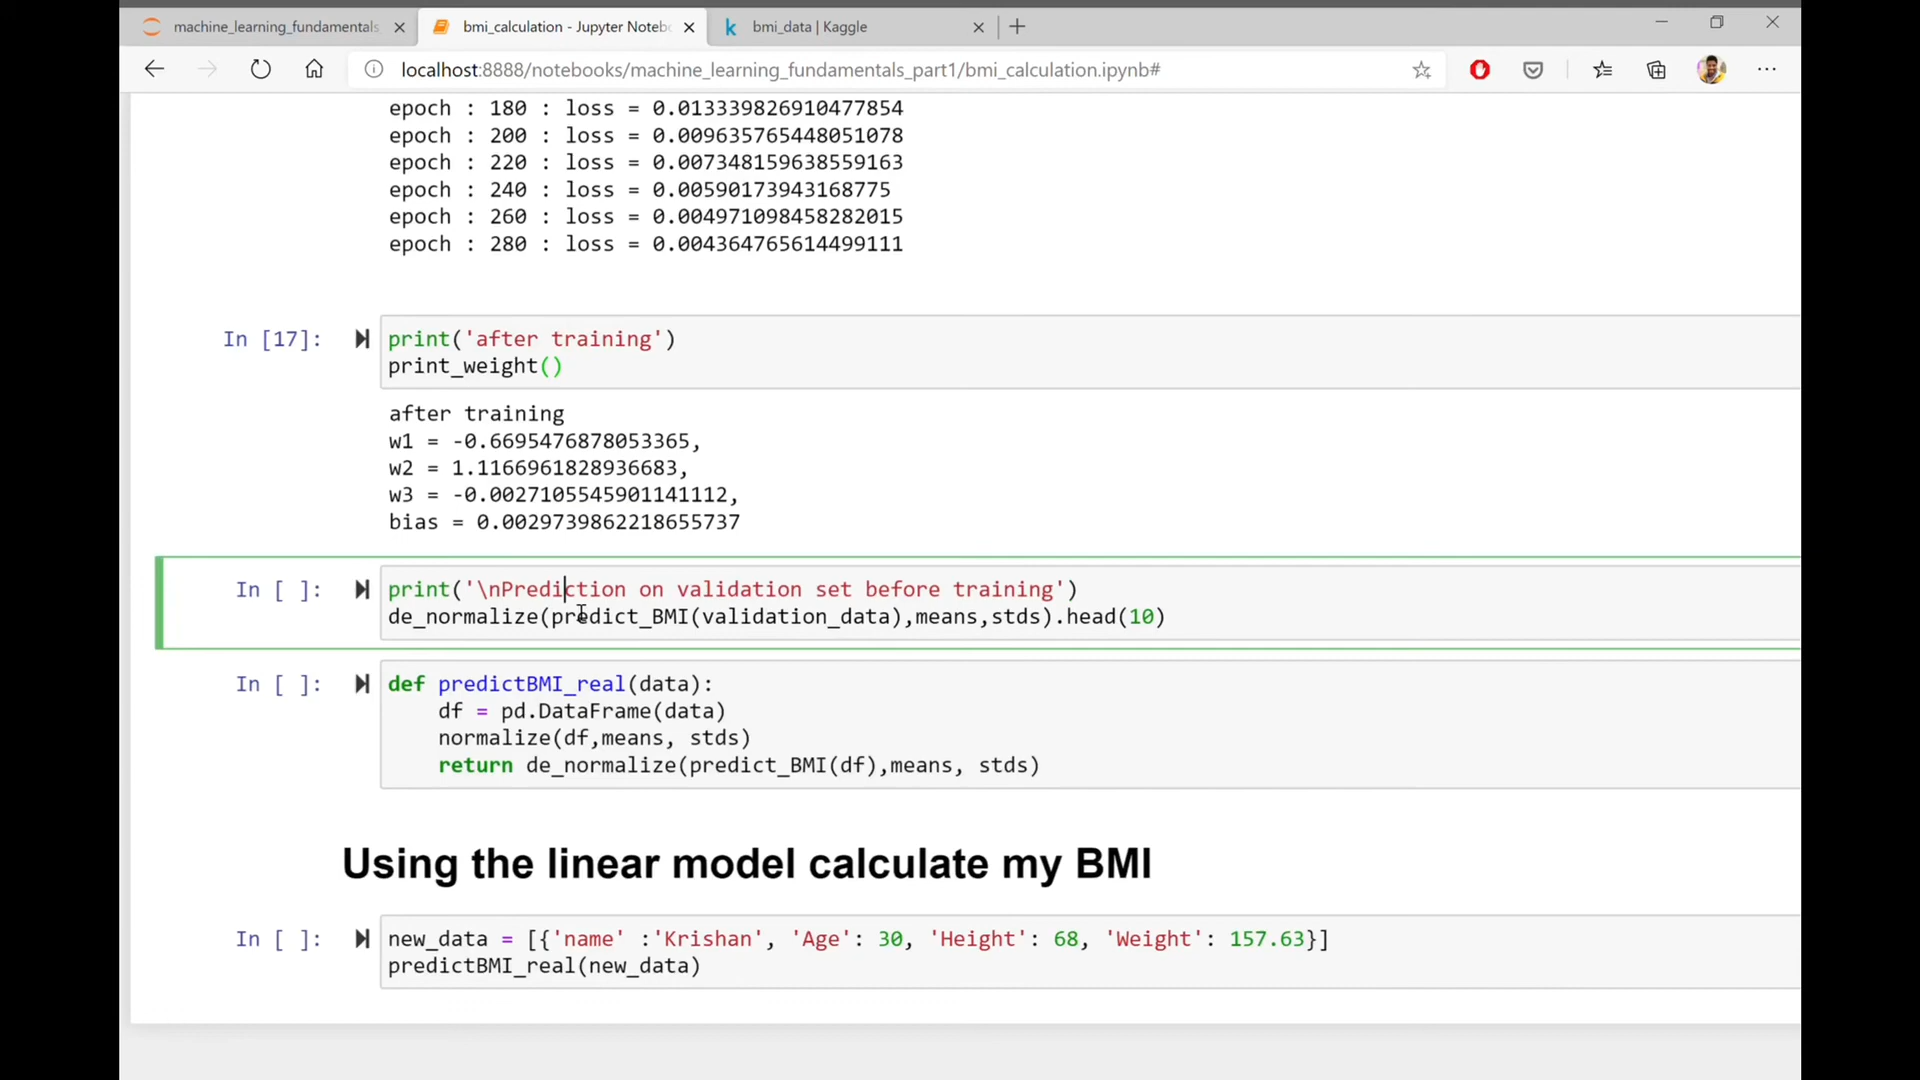 machine_learning_fundamentals
bmi_calculation - Jupyter Noteb
bmi_data | Kaggle
localhost:8888/notebooks/machine_learning_fundamentals_part1/bmi_calculation.ipynb#
epoch : 180 : loss = 0.013339826910477854
epoch : 200 : loss = 0.009635765448051078
epoch : 220 : loss = 0.007348159638559163
epoch : 240 : loss = 0.00590173943168775
epoch : 260 : loss = 0.004971098458282015
epoch : 280 : loss = 0.004364765614499111
In [17]: print('after training')
print_weight()
after training
w1 = -0.6695476878053365,
w2 = 1.1166961828936683,
w3 = -0.0027105545901141112,
bias = 0.0029739862218655737
In [ ]: print('\nPrediction on validation set before training')
de_normalize(predict_BMI(validation_data),means,stds).head(10)
In [ ]: def predictBMI_real(data):
df = pd.DataFrame(data)
normalize(df,means, stds)
return de_normalize(predict_BMI(df),means, stds)
Using the linear model calculate my BMI
In [ ]: new_data = [{'name' :'Krishan', 'Age': 30, 'Height': 68, 'Weight': 157.63}]
predictBMI_real(new_data)